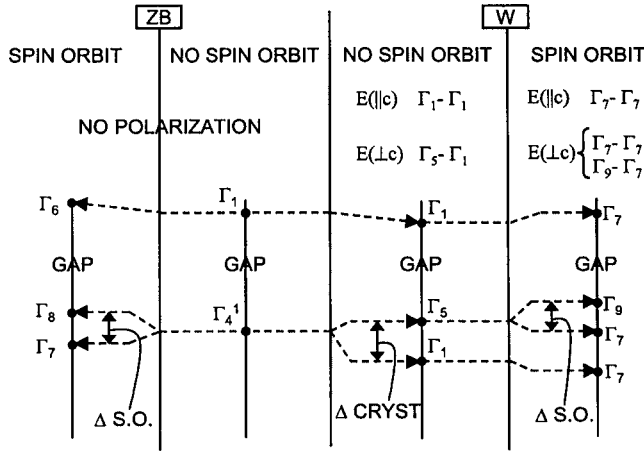 ZB
W
SPIN ORBIT
NO SPIN ORBIT
NO SPIN ORBIT
SPIN ORBIT
NO POLARIZATION
E(||c) Γ1- Γ1
E(⊥c) Γ5- Γ1
E(||c) Γ7- Γ7
E(⊥c) { Γ7- Γ7
Γ9- Γ7
Γ6
Γ1
Γ1
Γ7
GAP
GAP
GAP
GAP
Γ8
Γ7
Γ4 1
Γ5
Γ1
Γ9
Γ7
Γ7
Δ S.O.
Δ CRYST
Δ S.O.